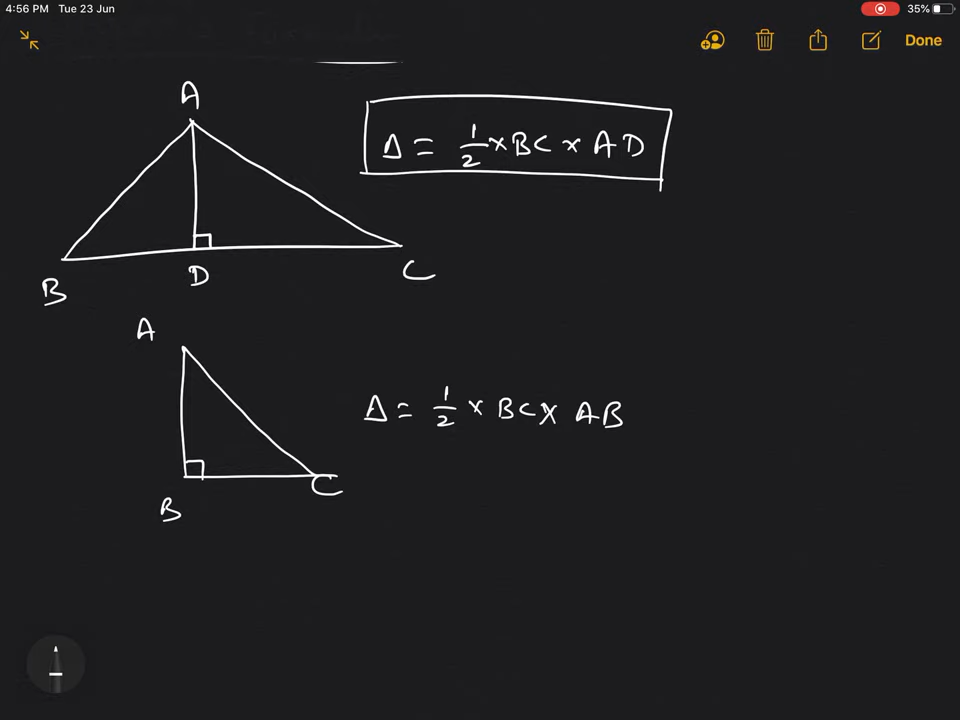 4:56 PM Tue 23 Jun 35%
Done
A
Δ = 1/2 × BC × AD
B D C
A
Δ = 1/2 × BC × AB
B C